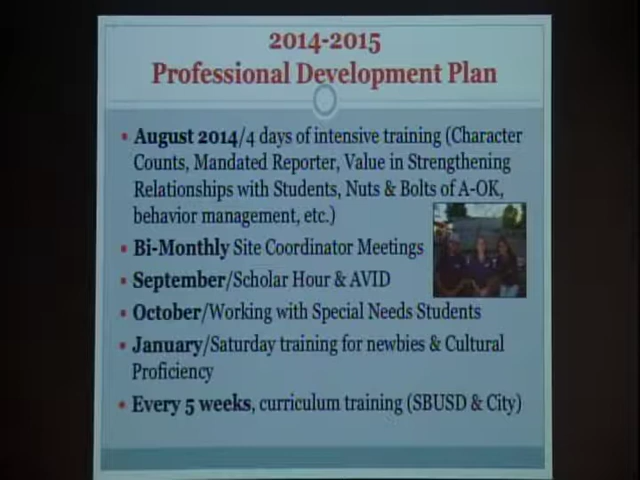 2014-2015
Professional Development Plan
▪ August 2014/4 days of intensive training (Character
Counts, Mandated Reporter, Value in Strengthening
Relationships with Students, Nuts & Bolts of A-OK,
behavior management, etc.)
▪ Bi-Monthly Site Coordinator Meetings
▪ September/Scholar Hour & AVID
▪ October/Working with Special Needs Students
▪ January/Saturday training for newbies & Cultural
Proficiency
▪ Every 5 weeks, curriculum training (SBUSD & City)